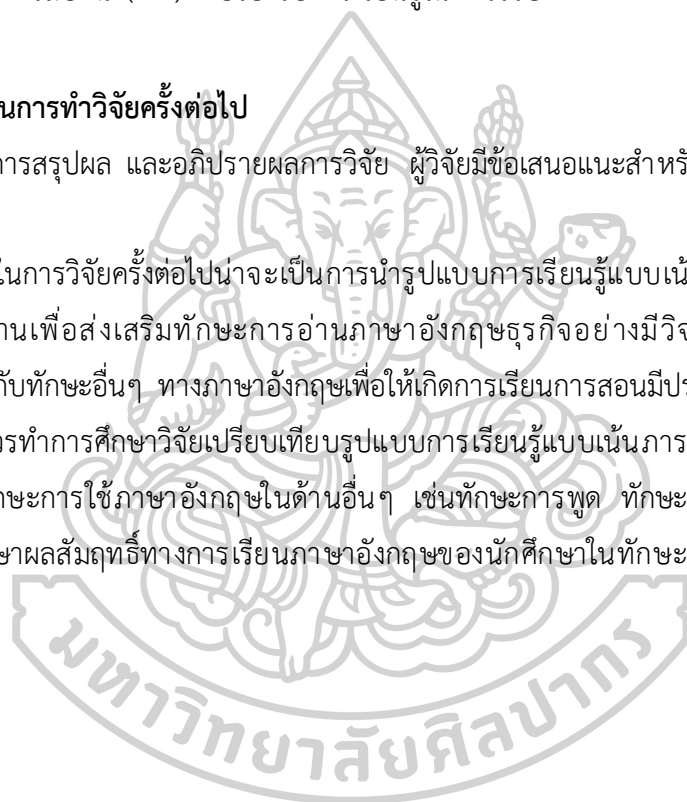 นการทำวิจัยครั้งต่อไป
การสรุปผล และอภิปรายผลการวิจัย ผู้วิจัยมีข้อเสนอแนะสำหรั
ในการวิจัยครั้งต่อไปน่าจะเป็นการนำรูปแบบการเรียนรู้แบบเน้
านเพื่อส่งเสริมทักษะการอ่านภาษาอังกฤษธุรกิจอย่างมีวิจ
กับทักษะอื่นๆ ทางภาษาอังกฤษเพื่อให้เกิดการเรียนการสอนมีประ
วรทำการศึกษาวิจัยเปรียบเทียบรูปแบบการเรียนรู้แบบเน้นภาร
กษะการใช้ภาษาอังกฤษในด้านอื่นๆ เช่นทักษะการพูด ทักษะ
ษาผลสัมฤทธิ์ทางการเรียนภาษาอังกฤษของนักศึกษาในทักษะ
มหาวิทยาลัยศิลปากร